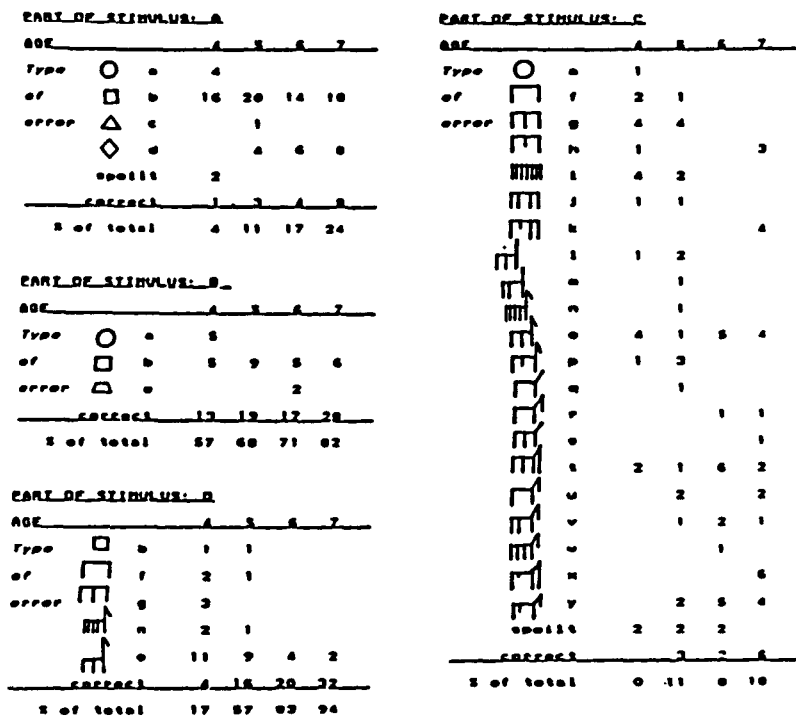 PART OF STIMULUS: A
AGE 4 5 6 7
Type a 4
of b 16 20 14 18
error c 1
d 4 6 8
spoilt 2
correct 1 3 4 8
% of total 4 11 17 24
PART OF STIMULUS: B
AGE 4 5 6 7
Type a 5
of b 5 9 5 6
error e 2
correct 13 19 17 28
% of total 57 68 71 82
PART OF STIMULUS: D
AGE 4 5 6 7
Type b 1 1
of f 2 1
error g 3
n 2 1
o 11 9 4 2
correct 4 16 20 32
% of total 17 57 83 94
PART OF STIMULUS: C
AGE 4 5 6 7
Type a 1
of f 2 1
error g 4 4
h 1 3
i 4 2
j 1 1
k 4
l 1 2
m 1
n 1
o 4 1 5 4
p 1 3
q 1
r 1 1
s 1
t 2 1 6 2
u 2 2
v 1 2 1
w 1
x 6
y 2 5 4
spoilt 2 2 2
correct 3 2 6
% of total 0 11 8 18